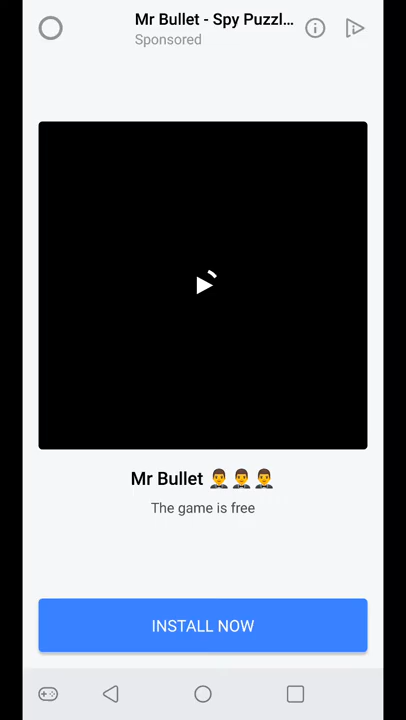 Mr Bullet - Spy Puzzl...
Sponsored
Mr Bullet 🤵🤵🤵
The game is free
INSTALL NOW